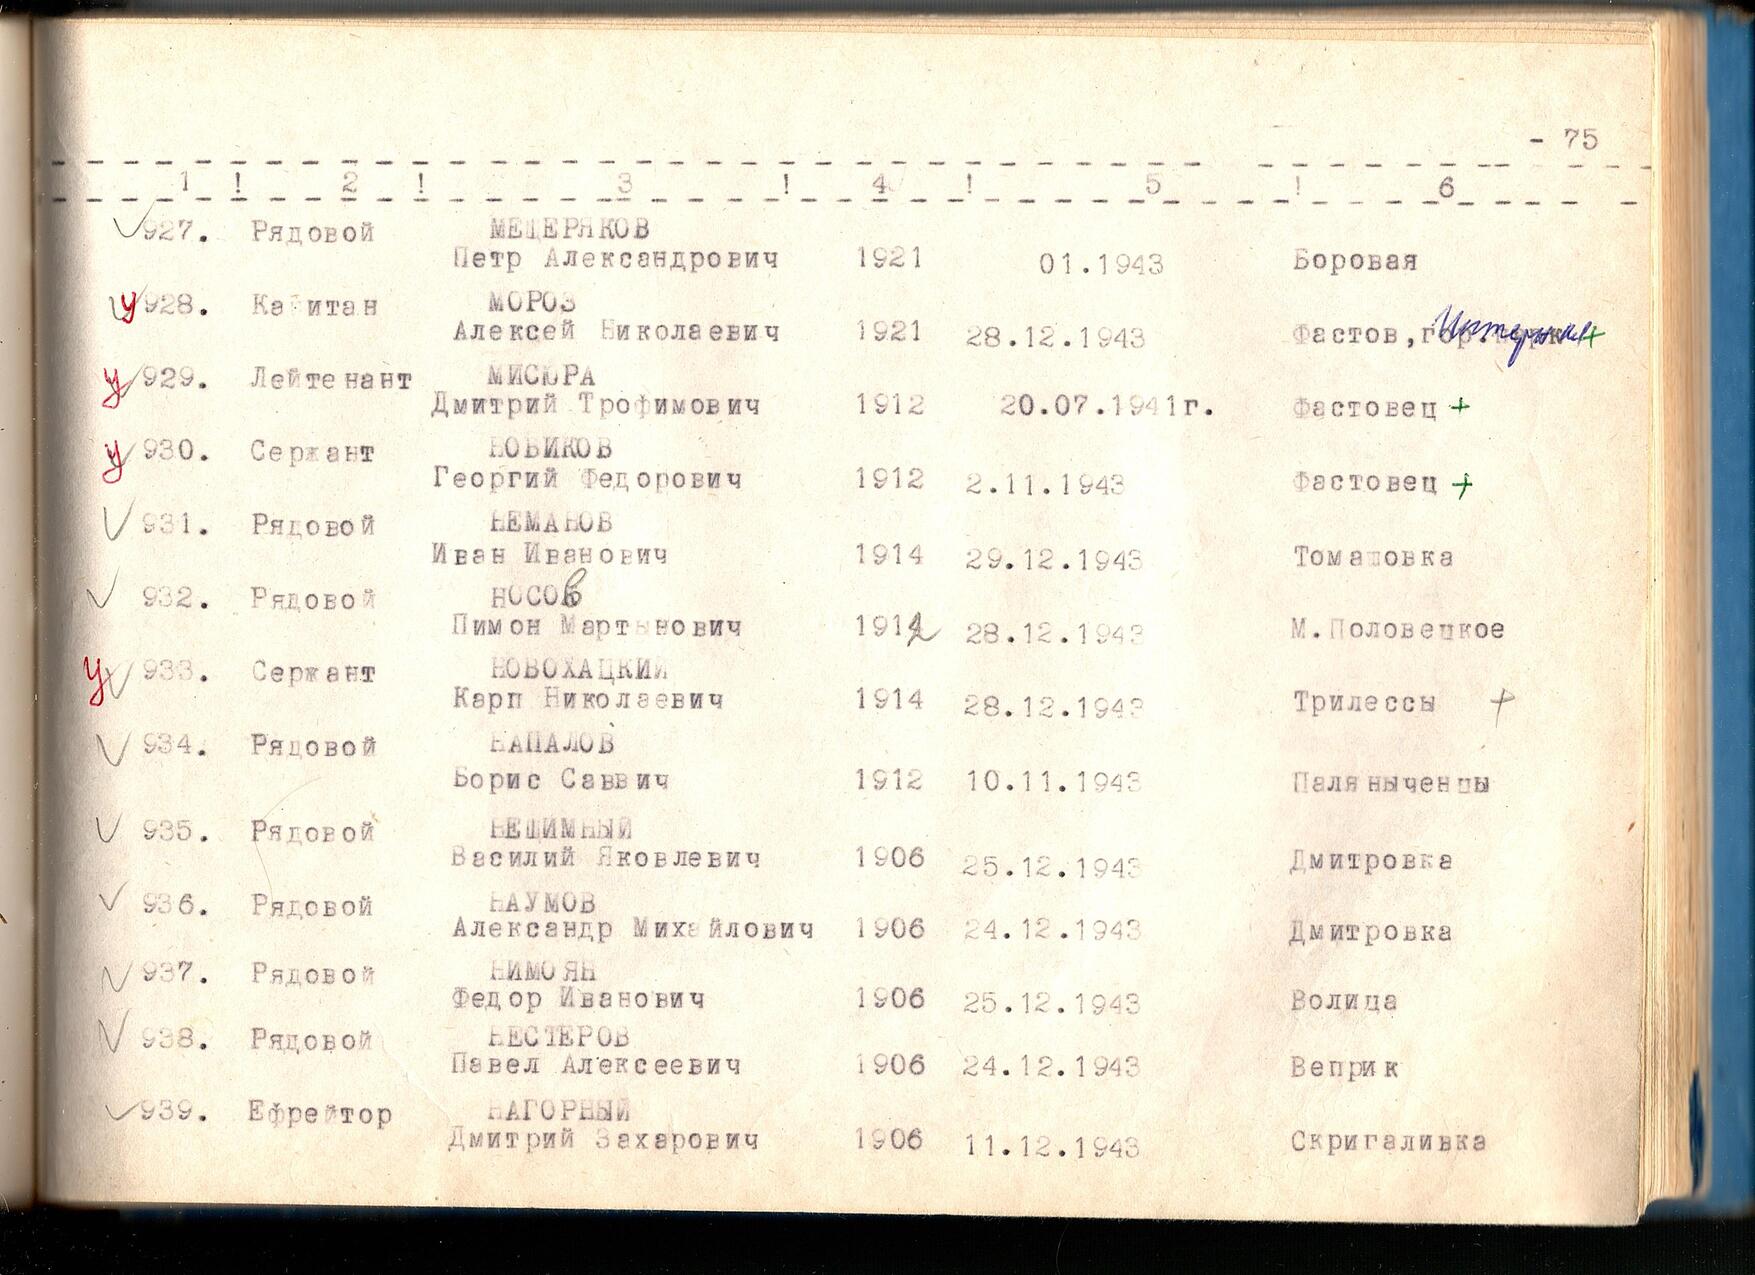 - 75
1 ! 2 ! 3 ! 4 ! 5 ! 6
927. Рядовой МЕЩЕРЯКОВ
Петр Александрович 1921 01.1943 Боровая
у 928. Капитан МОРОЗ
Алексей Николаевич 1921 28.12.1943 Фастов, гор. +
у 929. Лейтенант МИСЮРА
Дмитрий Трофимович 1912 20.07.1941г. Фастовец +
у 930. Сержант НОВИКОВ
Георгий Федорович 1912 2.11.1943 Фастовец +
931. Рядовой НЕМАНОВ
Иван Иванович 1914 29.12.1943 Томашовка
932. Рядовой НОСОВ
Пимон Мартынович 1912 28.12.1943 М.Половецкое
у 933. Сержант НОВОХАЦКИЙ
Карп Николаевич 1914 28.12.1943 Трилессы +
934. Рядовой НАПАЛОВ
Борис Саввич 1912 10.11.1943 Паляныченцы
935. Рядовой НЕЩИМНЫЙ
Василий Яковлевич 1906 25.12.1943 Дмитровка
936. Рядовой НАУМОВ
Александр Михайлович 1906 24.12.1943 Дмитровка
937. Рядовой НИМОЯН
Федор Иванович 1906 25.12.1943 Волица
938. Рядовой НЕСТЕРОВ
Павел Алексеевич 1906 24.12.1943 Веприк
939. Ефрейтор НАГОРНЫЙ
Дмитрий Захарович 1906 11.12.1943 Скригаливка